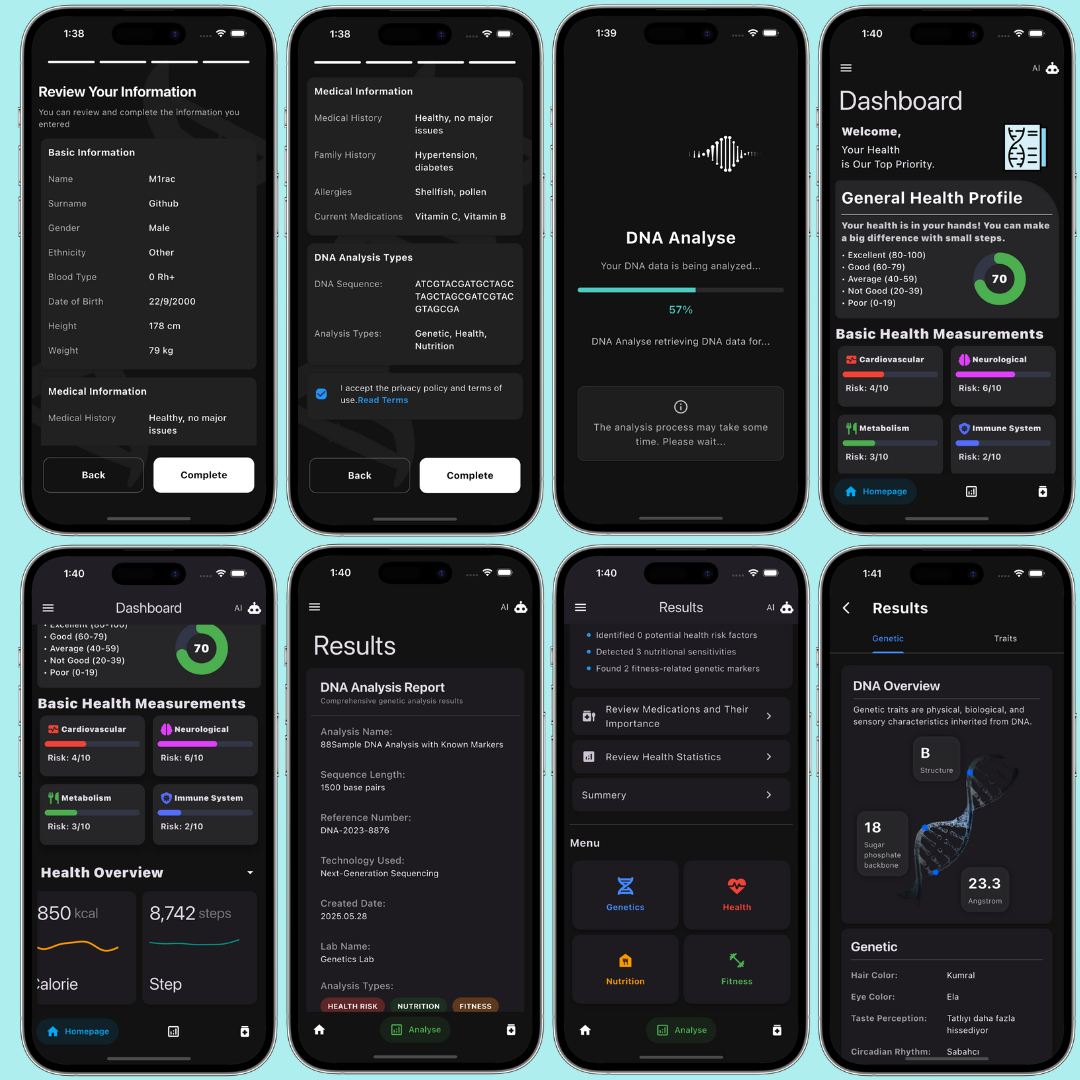 1:38
Review Your Information
You can review and complete the information you
entered
Basic Information
Name M1rac
Surname Github
Gender Male
Ethnicity Other
Blood Type 0 Rh+
Date of Birth 22/9/2000
Height 178 cm
Weight 79 kg
Medical Information
Medical History Healthy, no major
issues
Back Complete
1:38
Medical Information
Medical History Healthy, no major
issues
Family History Hypertension,
diabetes
Allergies Shellfish, pollen
Current Medications Vitamin C, Vitamin B
DNA Analysis Types
DNA Sequence: ATCGTACGATGCTAGC
TAGCTAGCGATCGTAC
GTAGCGA
Analysis Types: Genetic, Health,
Nutrition
I accept the privacy policy and terms of
use.Read Terms
Back Complete
1:39
DNA Analyse
Your DNA data is being analyzed...
57%
DNA Analyse retrieving DNA data for...
The analysis process may take some
time. Please wait...
1:40
AI
Dashboard
Welcome,
Your Health
is Our Top Priority.
General Health Profile
Your health is in your hands! You can make
a big difference with small steps.
• Excellent (80-100)
• Good (60-79)
• Average (40-59)
• Not Good (20-39)
• Poor (0-19)
70
Basic Health Measurements
Cardiovascular
Risk: 4/10
Neurological
Risk: 6/10
Metabolism
Risk: 3/10
Immune System
Risk: 2/10
Homepage
1:40
Dashboard AI
• Excellent (80-100)
• Good (60-79)
• Average (40-59)
• Not Good (20-39)
• Poor (0-19)
70
Basic Health Measurements
Cardiovascular
Risk: 4/10
Neurological
Risk: 6/10
Metabolism
Risk: 3/10
Immune System
Risk: 2/10
Health Overview
850 kcal
Calorie
8,742 steps
Step
Homepage
1:40
AI
Results
DNA Analysis Report
Comprehensive genetic analysis results
Analysis Name:
88Sample DNA Analysis with Known Markers
Sequence Length:
1500 base pairs
Reference Number:
DNA-2023-8876
Technology Used:
Next-Generation Sequencing
Created Date:
2025.05.28
Lab Name:
Genetics Lab
Analysis Types:
HEALTH RISK NUTRITION FITNESS
Analyse
1:40
Results AI
• Identified 0 potential health risk factors
• Detected 3 nutritional sensitivities
• Found 2 fitness-related genetic markers
Review Medications and Their
Importance
Review Health Statistics
Summery
Menu
Genetics Health
Nutrition Fitness
Analyse
1:41
Results
Genetic Traits
DNA Overview
Genetic traits are physical, biological, and
sensory characteristics inherited from DNA.
B
Structure
18
Sugar
phosphate
backbone
23.3
Angstrom
Genetic
Hair Color: Kumral
Eye Color: Ela
Taste Perception: Tatlıyı daha fazla
hissediyor
Circadian Rhythm: Sabahcı